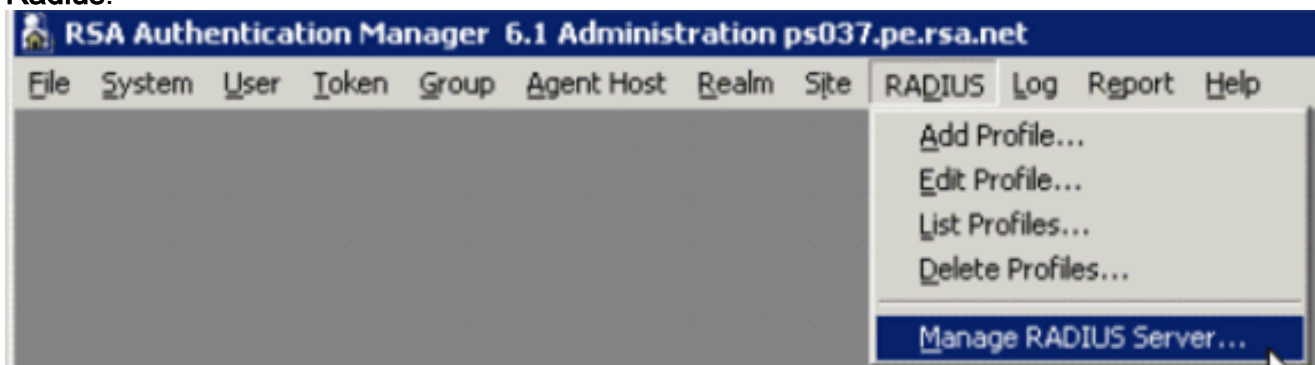 Radius.
RSA Authentication Manager 6.1 Administration ps037.pe.rsa.net
File System User Token Group Agent Host Realm Site RADIUS Log Report Help
Add Profile...
Edit Profile...
List Profiles...
Delete Profiles...
Manage RADIUS Server...